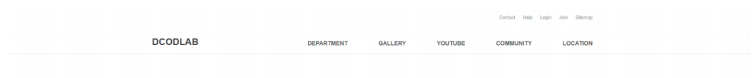 Contact Help Login Join Sitemap
DCODLAB DEPARTMENT GALLERY YOUTUBE COMMUNITY LOCATION